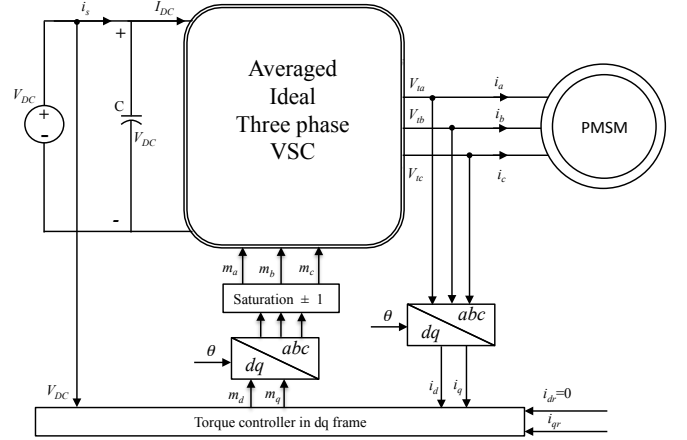 i_s
I_DC
+
V_DC
+
-
C
V_DC
-
Averaged
Ideal
Three phase
VSC
V_ta
i_a
V_tb
i_b
V_tc
i_c
PMSM
m_a
m_b
m_c
Saturation ± 1
θ
abc
dq
θ
abc
dq
V_DC
m_d
m_q
i_d
i_q
i_dr=0
i_qr
Torque controller in dq frame